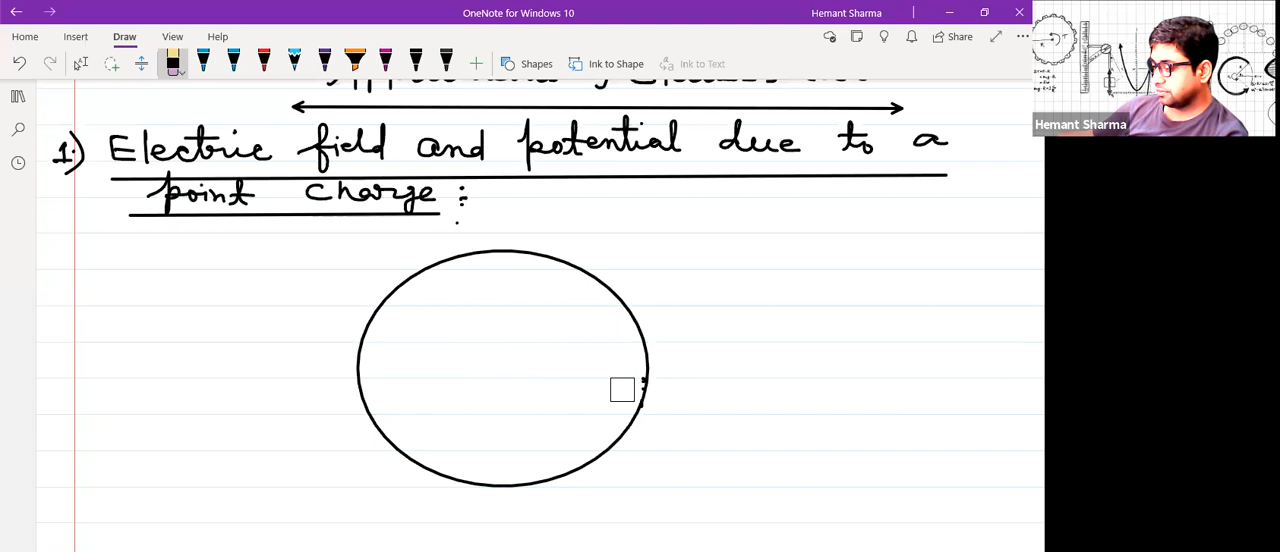 OneNote for Windows 10
Hemant Sharma
Home Insert Draw View Help
Share
Shapes Ink to Shape Ink to Text
1.) Electric field and potential due to a
point charge :
Hemant Sharma